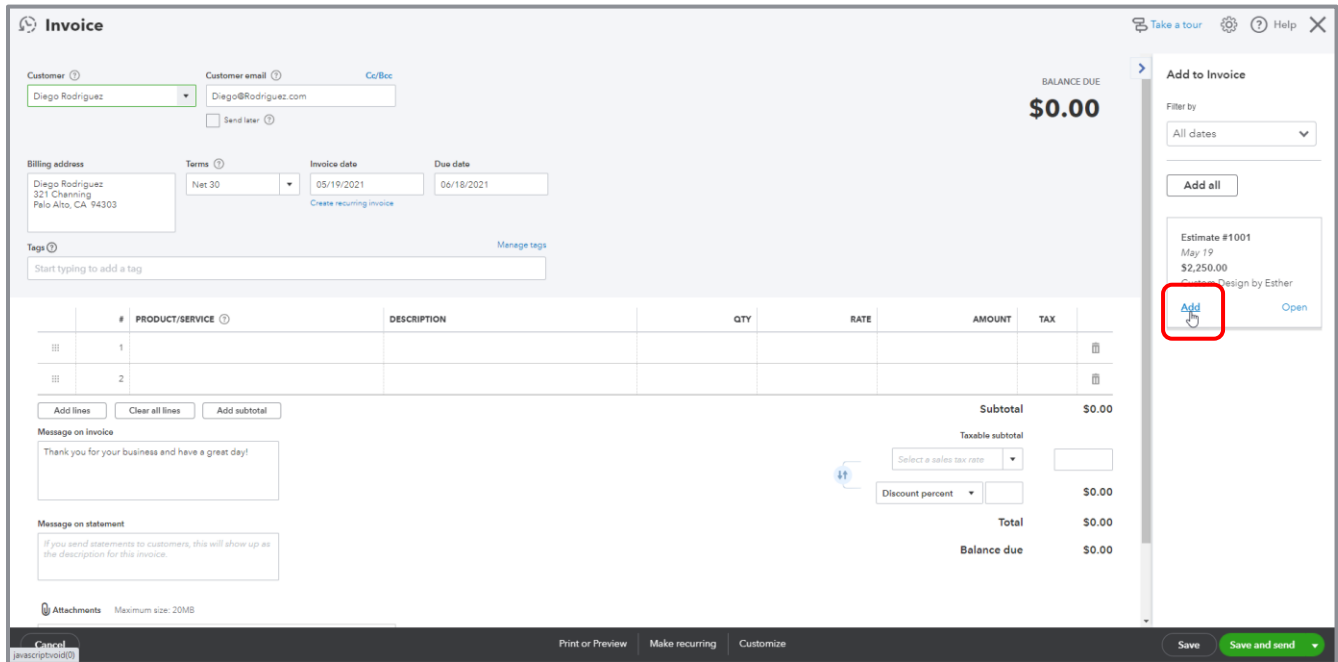 Invoice
Take a tour Help
Customer Customer email Cc/Bcc
Diego Rodriguez Diego@Rodriguez.com
Send later
BALANCE DUE
$0.00
Billing address Terms Invoice date Due date
Diego Rodriguez
321 Channing
Palo Alto, CA 94303
Net 30 05/19/2021 06/18/2021
Create recurring invoice
Tags Manage tags
Start typing to add a tag
# PRODUCT/SERVICE DESCRIPTION QTY RATE AMOUNT TAX
1
2
Add lines Clear all lines Add subtotal
Subtotal $0.00
Message on invoice
Thank you for your business and have a great day!
Taxable subtotal
Select a sales tax rate
Discount percent $0.00
Message on statement
If you send statements to customers, this will show up as
the description for this invoice.
Total $0.00
Balance due $0.00
Attachments Maximum size: 20MB
Add to Invoice
Filter by
All dates
Add all
Estimate #1001
May 19
$2,250.00
Custom Design by Esther
Add Open
Cancel Print or Preview Make recurring Customize Save Save and send
javascript:void(0)